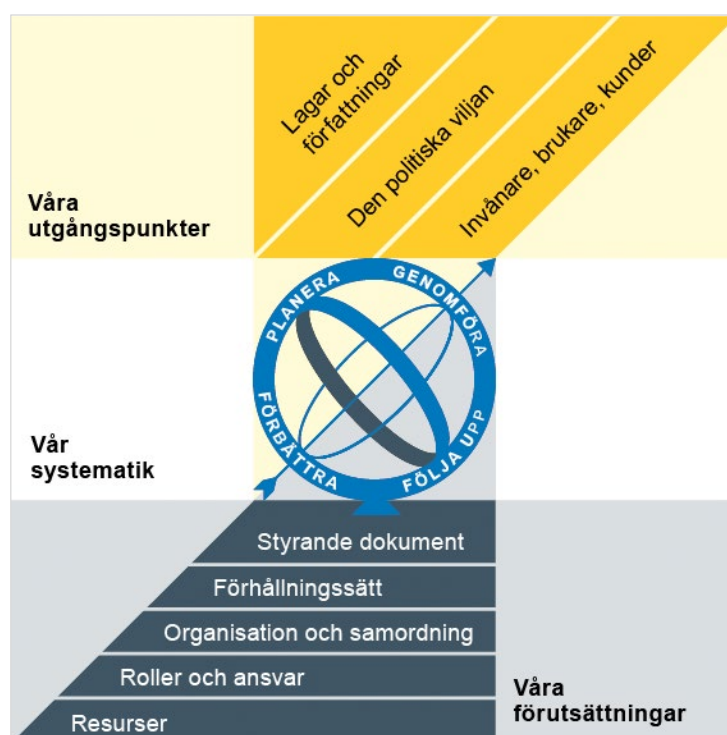 Lagar och
författningar
Den politiska viljan
Invånare, brukare, kunder
Våra
utgångspunkter
PLANERA
GENOMFÖRA
FÖRBÄTTRA
FÖLJA UPP
Vår
systematik
Styrande dokument
Förhållningssätt
Organisation och samordning
Roller och ansvar
Resurser
Våra
förutsättningar